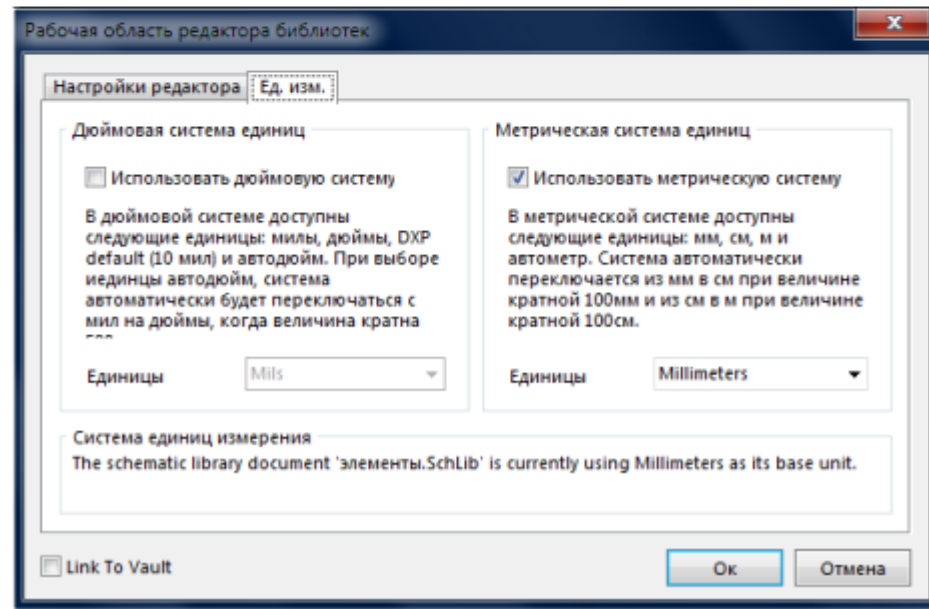 Рабочая область редактора библиотек
Настройки редактора
Ед. изм.
Дюймовая система единиц
Использовать дюймовую систему
В дюймовой системе доступны
следующие единицы: милы, дюймы, DXP
default (10 мил) и автодюйм. При выборе
иединцы автодюйм, система
автоматически будет переключаться с
мил на дюймы, когда величина кратна
Единицы
Mils
Метрическая система единиц
Использовать метрическую систему
В метрической системе доступны
следующие единицы: мм, см, м и
автометр. Система автоматически
переключается из мм в см при величине
кратной 100мм и из см в м при величине
кратной 100см.
Единицы
Millimeters
Система единиц измерения
The schematic library document 'элементы.SchLib' is currently using Millimeters as its base unit.
Link To Vault
Ок
Отмена